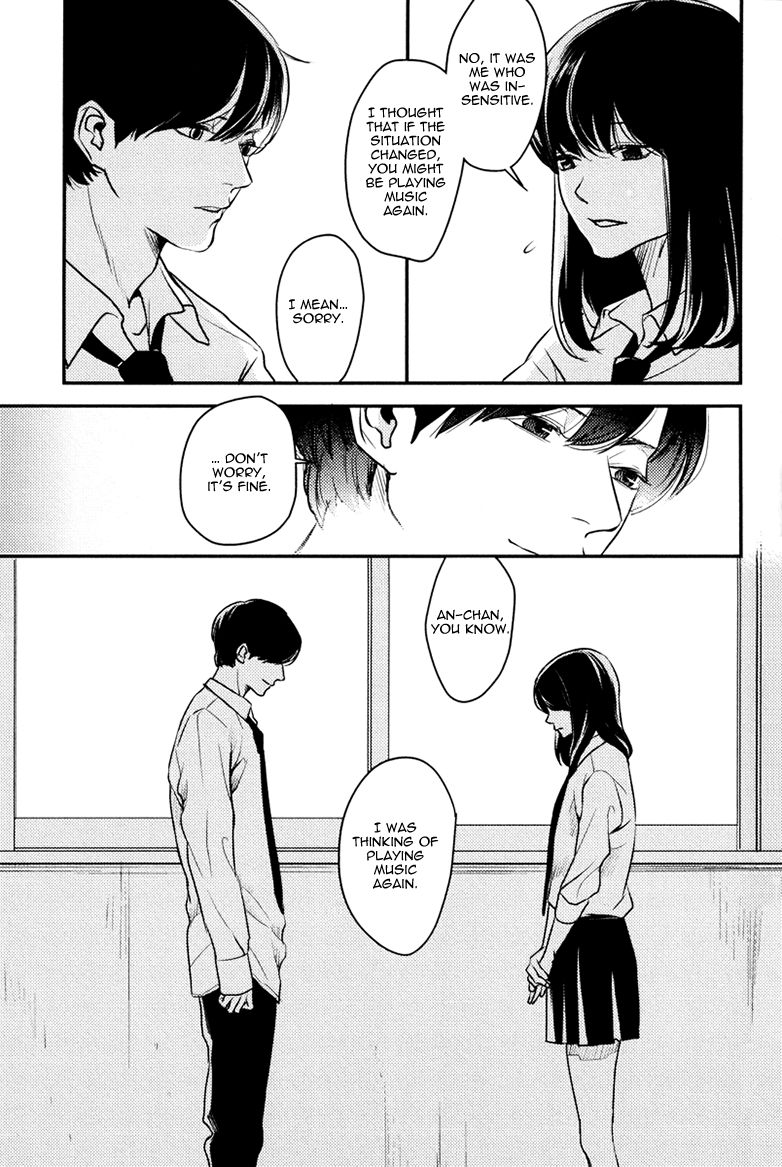 NO, IT WAS
ME WHO
WAS IN-
SENSITIVE.
I THOUGHT
THAT IF THE
SITUATION
CHANGED,
YOU MIGHT
BE PLAYING
MUSIC
AGAIN.
I MEAN...
SORRY.
... DON'T
WORRY,
IT'S FINE.
AN-CHAN,
YOU KNOW.
I WAS
THINKING OF
PLAYING
MUSIC
AGAIN.